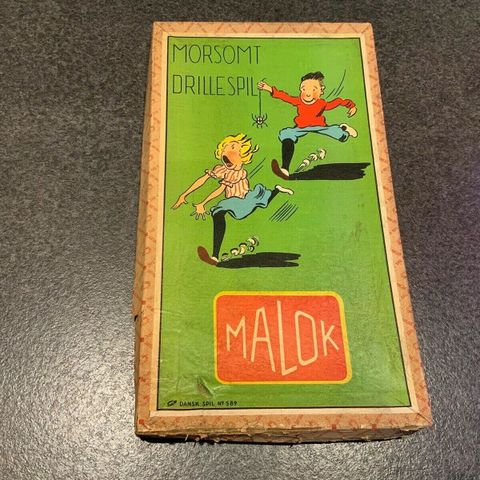 MORSOMT
DRILLESPIL
MALOK
DANSK SPIL Nº 589